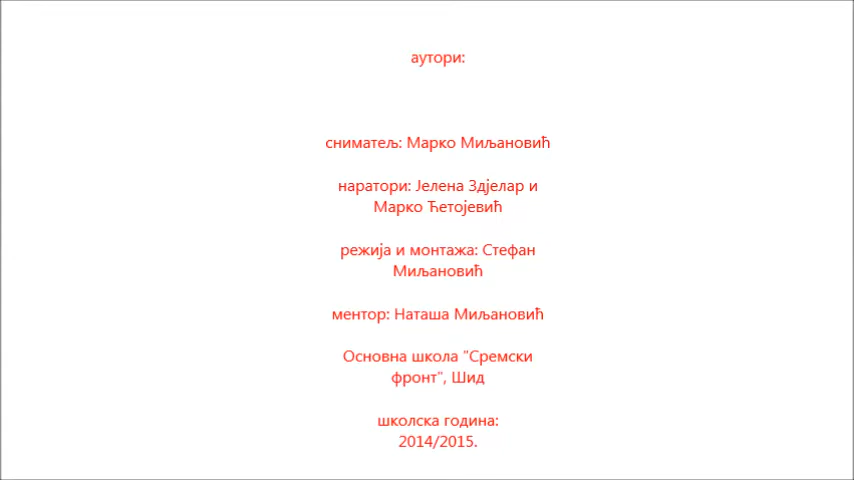 аутори:
сниматељ: Марко Миљановић
наратори: Јелена Здјелар и
Марко Ћетојевић
режија и монтажа: Стефан
Миљановић
ментор: Наташа Миљановић
Основна школа "Сремски
фронт", Шид
школска година:
2014/2015.